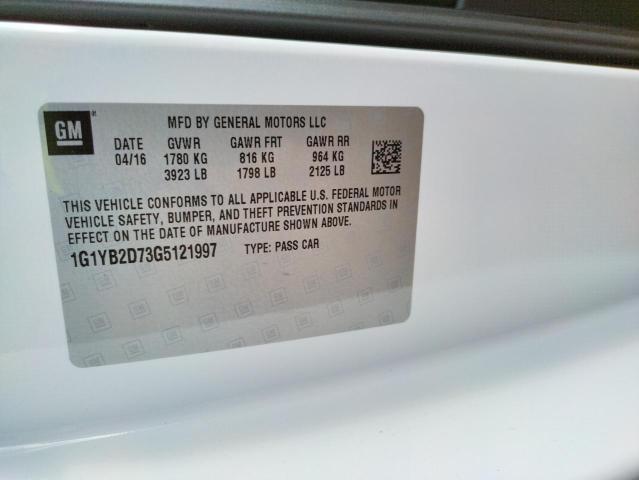 GM
MFD BY GENERAL MOTORS LLC
DATE GVWR GAWR FRT GAWR RR
04/16 1780 KG 816 KG 964 KG
3923 LB 1798 LB 2125 LB
THIS VEHICLE CONFORMS TO ALL APPLICABLE U.S. FEDERAL MOTOR
VEHICLE SAFETY, BUMPER, AND THEFT PREVENTION STANDARDS IN
EFFECT ON THE DATE OF MANUFACTURE SHOWN ABOVE.
1G1YB2D73G5121997 TYPE: PASS CAR